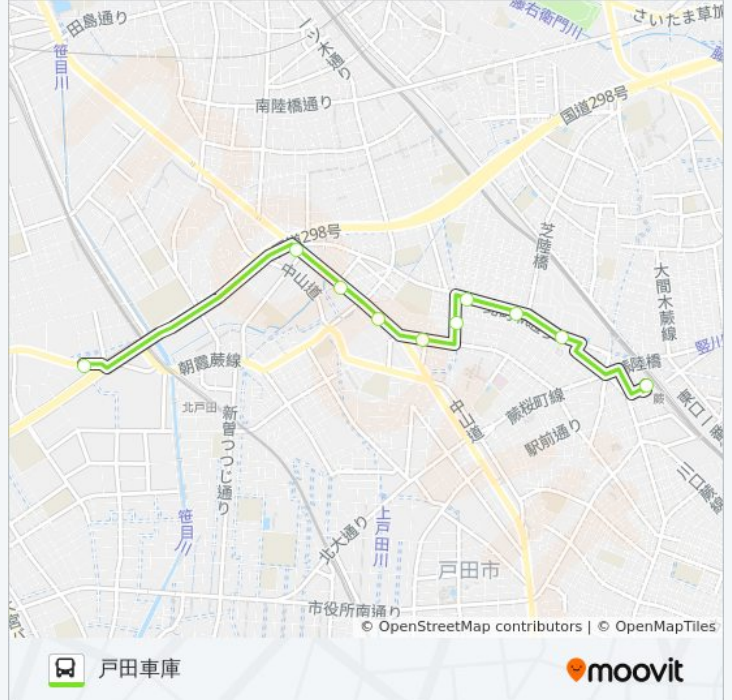 田島通り
一ツ木通り
藤右衛門川
さいたま草加
笹目川
南陸橋通り
国道298号
芝陸橋
道298号
中山道
大間木蕨線
竪川
陸橋
朝霞蕨線
蕨
北戸田
新曽つつじ通り
中山道
蕨桜町線
駅前通り
川口蕨線
笹目川
北大通り
上戸田川
戸田市
市役所南通り
© OpenStreetMap contributors | © OpenMapTiles
戸田車庫
moovit